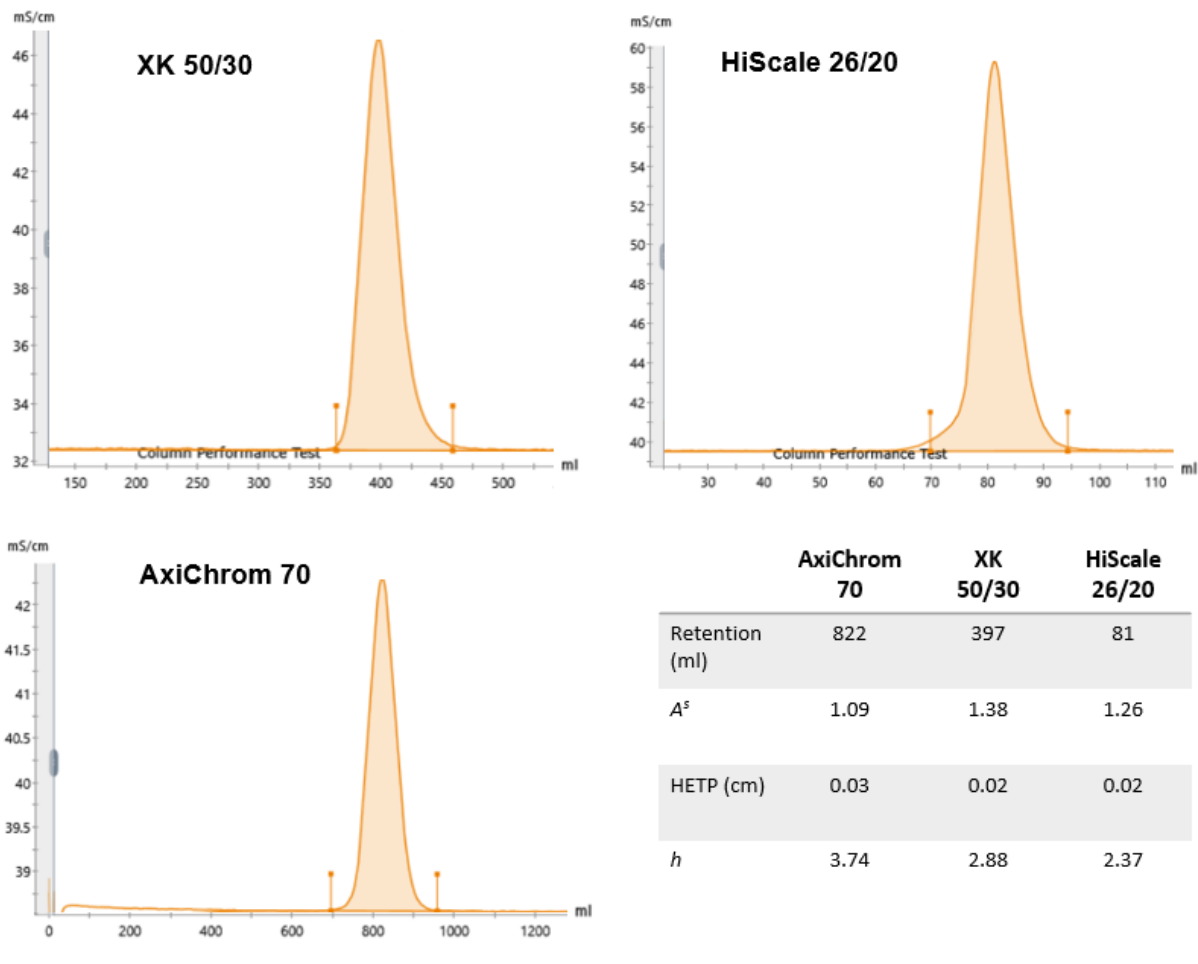 mS/cm
XK 50/30
46
44
42
40
38
36
34
32
Column Performance Test
ml
150 200 250 300 350 400 450 500
mS/cm
HiScale 26/20
60
58
56
54
52
50
48
46
44
42
40
Column Performance Test
ml
30 40 50 60 70 80 90 100 110
mS/cm
AxiChrom 70
42
41.5
41
40.5
40
39.5
39
ml
0 200 400 600 800 1000 1200
AxiChrom XK HiScale
70 50/30 26/20
Retention 822 397 81
(ml)
Aˢ 1.09 1.38 1.26
HETP (cm) 0.03 0.02 0.02
h 3.74 2.88 2.37